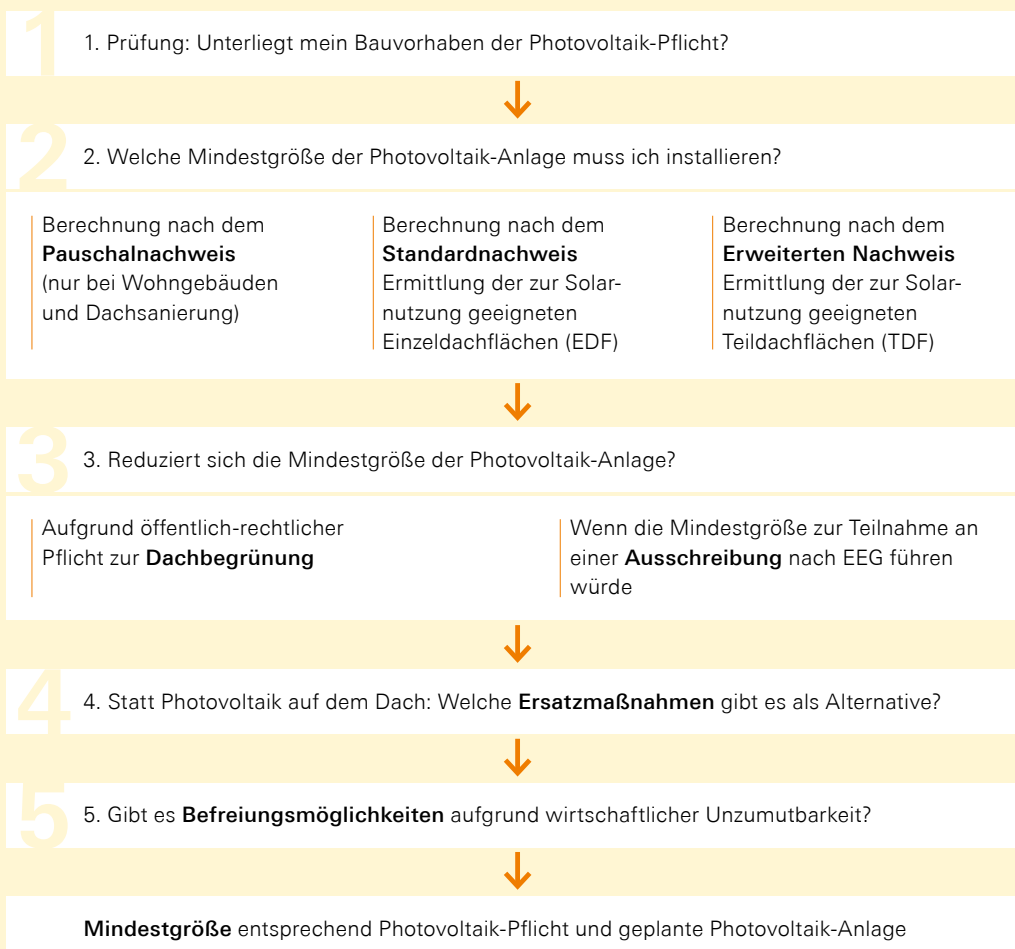 1
1. Prüfung: Unterliegt mein Bauvorhaben der Photovoltaik-Pflicht?
2
2. Welche Mindestgröße der Photovoltaik-Anlage muss ich installieren?
Berechnung nach dem
Pauschalnachweis
(nur bei Wohngebäuden
und Dachsanierung)
Berechnung nach dem
Standardnachweis
Ermittlung der zur Solar-
nutzung geeigneten
Einzeldachflächen (EDF)
Berechnung nach dem
Erweiterten Nachweis
Ermittlung der zur Solar-
nutzung geeigneten
Teildachflächen (TDF)
3
3. Reduziert sich die Mindestgröße der Photovoltaik-Anlage?
Aufgrund öffentlich-rechtlicher
Pflicht zur Dachbegrünung
Wenn die Mindestgröße zur Teilnahme an
einer Ausschreibung nach EEG führen
würde
4
4. Statt Photovoltaik auf dem Dach: Welche Ersatzmaßnahmen gibt es als Alternative?
5
5. Gibt es Befreiungsmöglichkeiten aufgrund wirtschaftlicher Unzumutbarkeit?
Mindestgröße entsprechend Photovoltaik-Pflicht und geplante Photovoltaik-Anlage